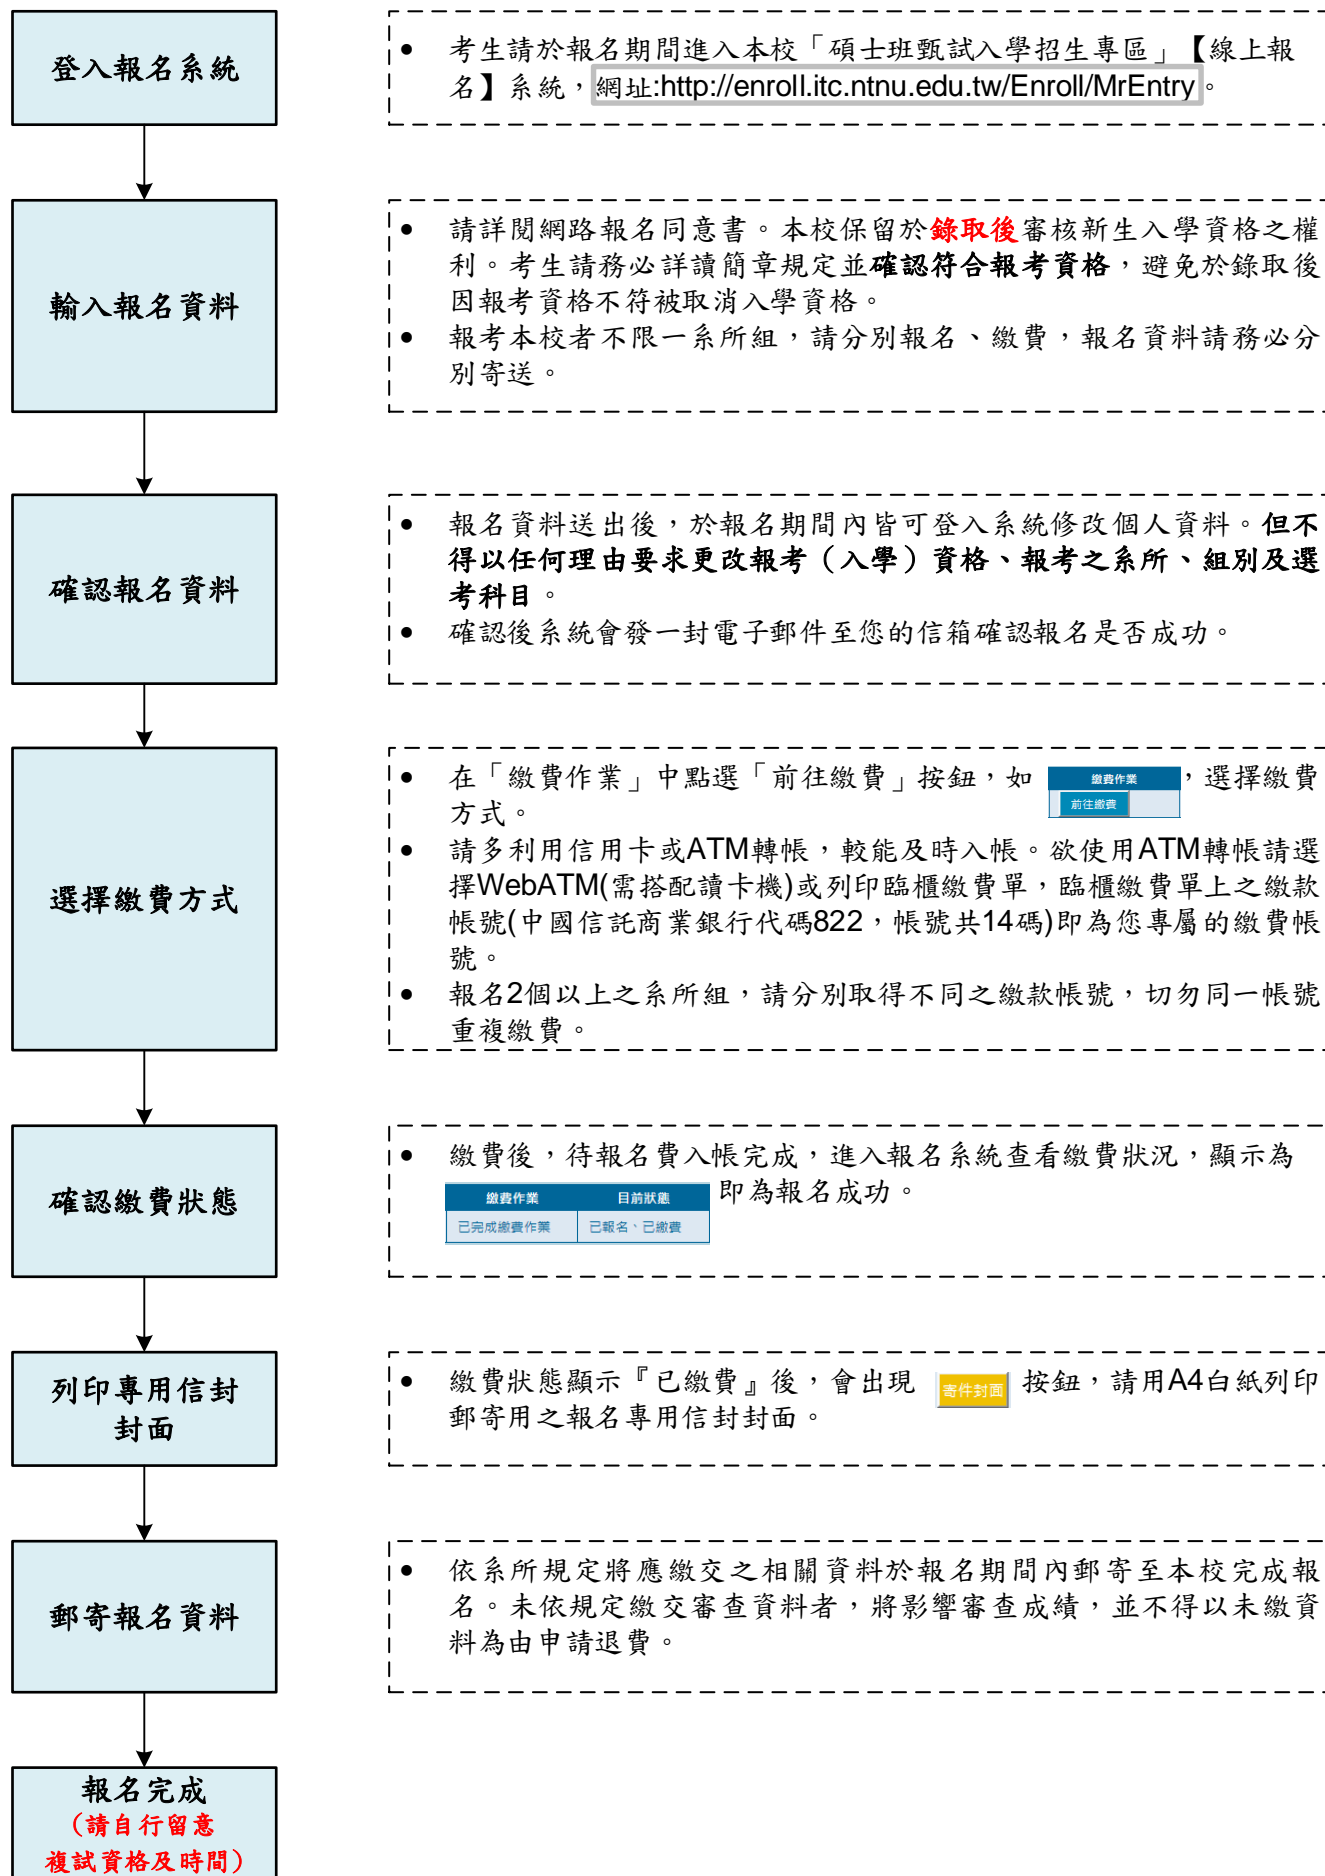 登入報名系統
• 考生請於報名期間進入本校「碩士班甄試入學招生專區」【線上報
名】系統，網址:http://enroll.itc.ntnu.edu.tw/Enroll/MrEntry。
輸入報名資料
• 請詳閱網路報名同意書。本校保留於錄取後審核新生入學資格之權
利。考生請務必詳讀簡章規定並確認符合報考資格，避免於錄取後
因報考資格不符被取消入學資格。
• 報考本校者不限一系所組，請分別報名、繳費，報名資料請務必分
別寄送。
確認報名資料
• 報名資料送出後，於報名期間內皆可登入系統修改個人資料。但不
得以任何理由要求更改報考（入學）資格、報考之系所、組別及選
考科目。
• 確認後系統會發一封電子郵件至您的信箱確認報名是否成功。
選擇繳費方式
• 在「繳費作業」中點選「前往繳費」按鈕，如 繳費作業 ，選擇繳費
前往繳費
方式。
• 請多利用信用卡或ATM轉帳，較能及時入帳。欲使用ATM轉帳請選
擇WebATM(需搭配讀卡機)或列印臨櫃繳費單，臨櫃繳費單上之繳款
帳號(中國信託商業銀行代碼822，帳號共14碼)即為您專屬的繳費帳
號。
• 報名2個以上之系所組，請分別取得不同之繳款帳號，切勿同一帳號
重複繳費。
確認繳費狀態
• 繳費後，待報名費入帳完成，進入報名系統查看繳費狀況，顯示為
繳費作業 目前狀態 即為報名成功。
已完成繳費作業 已報名、已繳費
列印專用信封
封面
• 繳費狀態顯示『已繳費』後，會出現 寄件封面 按鈕，請用A4白紙列印
郵寄用之報名專用信封封面。
郵寄報名資料
• 依系所規定將應繳交之相關資料於報名期間內郵寄至本校完成報
名。未依規定繳交審查資料者，將影響審查成績，並不得以未繳資
料為由申請退費。
報名完成
（請自行留意
複試資格及時間）